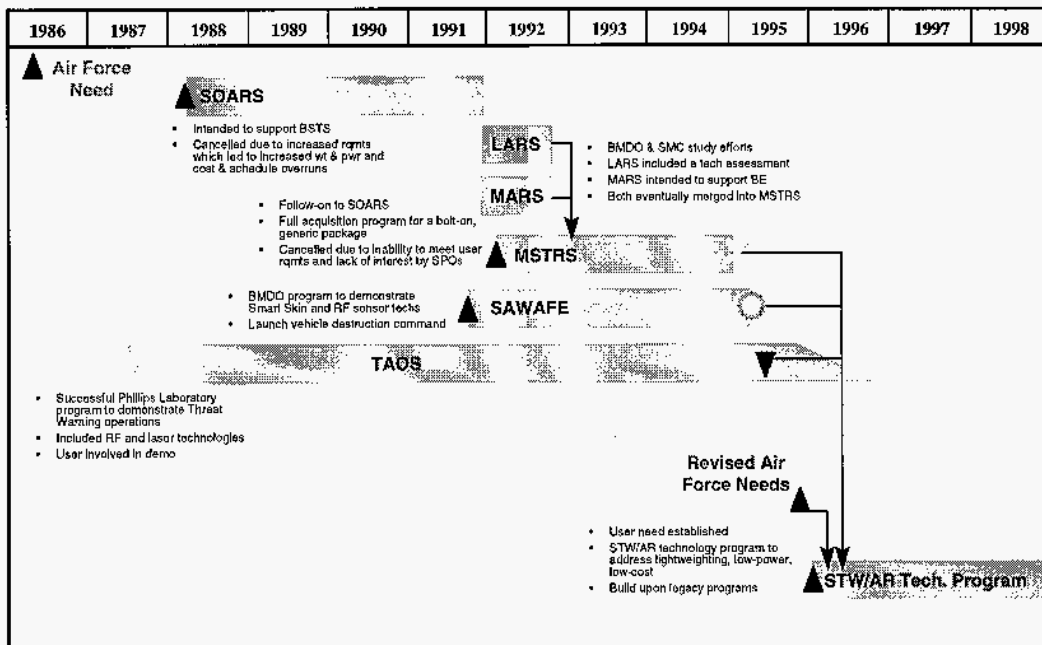 1986 1987 1988 1989 1990 1991 1992 1993 1994 1995 1996 1997 1998
Air Force
Need
SOARS
• Intended to support BSTS
• Cancelled due to increased rqmts
which led to increased wt & pwr and
cost & schedule overruns
LARS
MARS
• BMDO & SMC study efforts
• LARS included a tech assessment
• MARS intended to support BE
• Both eventually merged into MSTRS
• Follow-on to SOARS
• Full acquisition program for a bolt-on,
generic package
• Cancelled due to inability to meet user
rqmts and lack of interest by SPOs
MSTRS
• BMDO program to demonstrate
Smart Skin and RF sensor techs
• Launch vehicle destruction command
SAWAFE
TAOS
• Successful Phillips Laboratory
program to demonstrate Threat
Warning operations
• Included RF and laser technologies
• User involved in demo
Revised Air
Force Needs
• User need established
• STW/AR technology program to
address lightweighting, low-power,
low-cost
• Build upon legacy programs
STW/AR Tech. Program